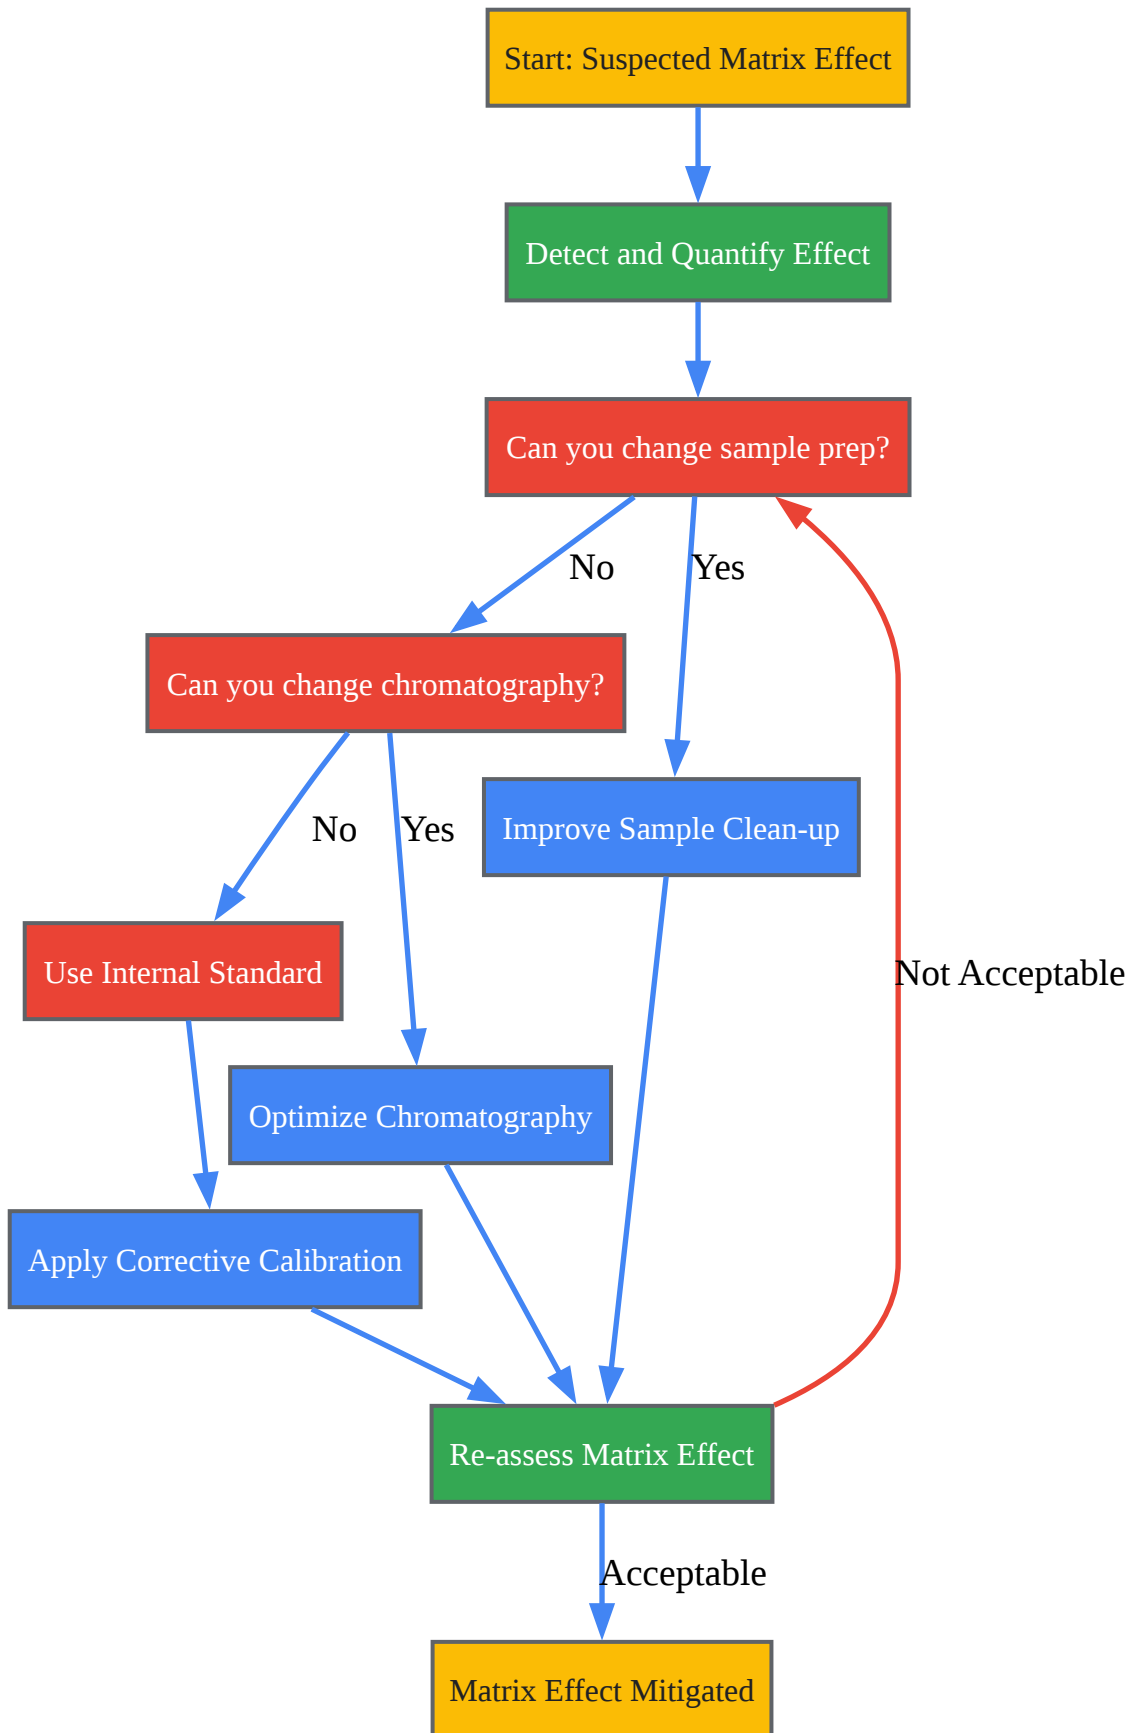 Start: Suspected Matrix Effect
Detect and Quantify Effect
Can you change sample prep?
No
Yes
Can you change chromatography?
No
Yes
Improve Sample Clean-up
Use Internal Standard
Not Acceptable
Optimize Chromatography
Apply Corrective Calibration
Re-assess Matrix Effect
Acceptable
Matrix Effect Mitigated